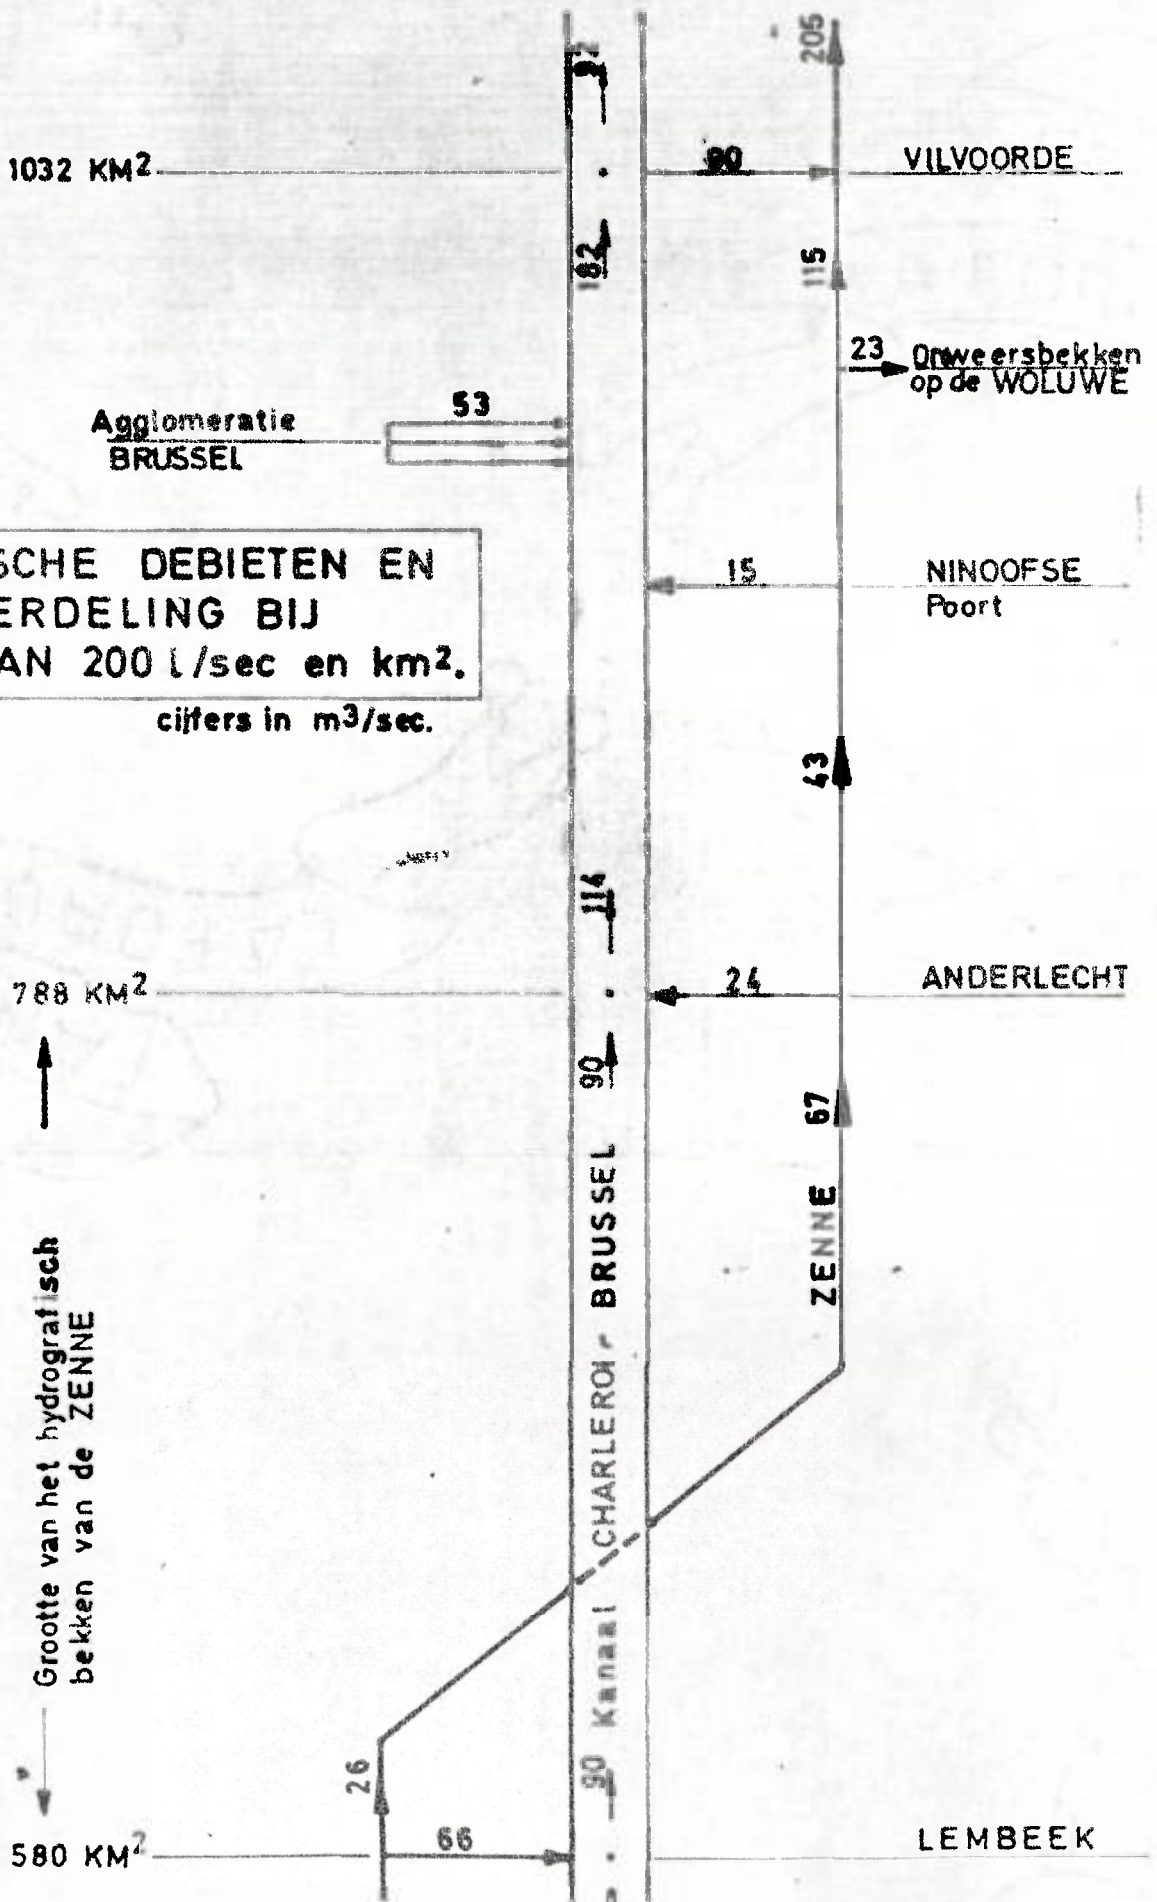 92
205
1032 KM²
90
VILVOORDE
182
115
23
Onweersbekken
op de WOLUWE
53
Agglomeratie
BRUSSEL
SCHE DEBIETEN EN
ERDELING BIJ
AN 200 l/sec en km².
cijfers in m³/sec.
15
NINOOFSE
Poort
43
114
788 KM²
24
ANDERLECHT
90
67
ZENNE
Kanaal CHARLEROI - BRUSSEL
Grootte van het hydrografisch
bekken van de ZENNE
26
90
580 KM²
66
LEMBEEK